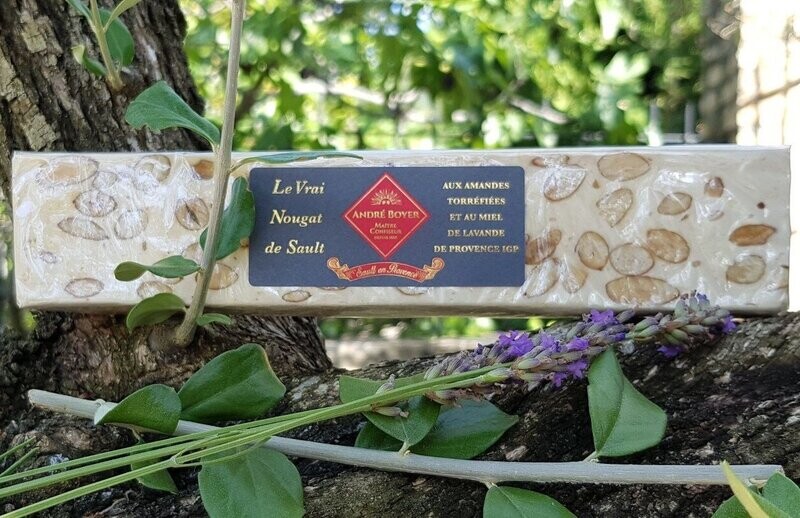 Le Vrai
Nougat
de Sault
ANDRÉ BOYER
MAÎTRE
CONFISEUR
Sault en Provence
AUX AMANDES
TORRÉFIÉES
ET AU MIEL
DE LAVANDE
DE PROVENCE IGP